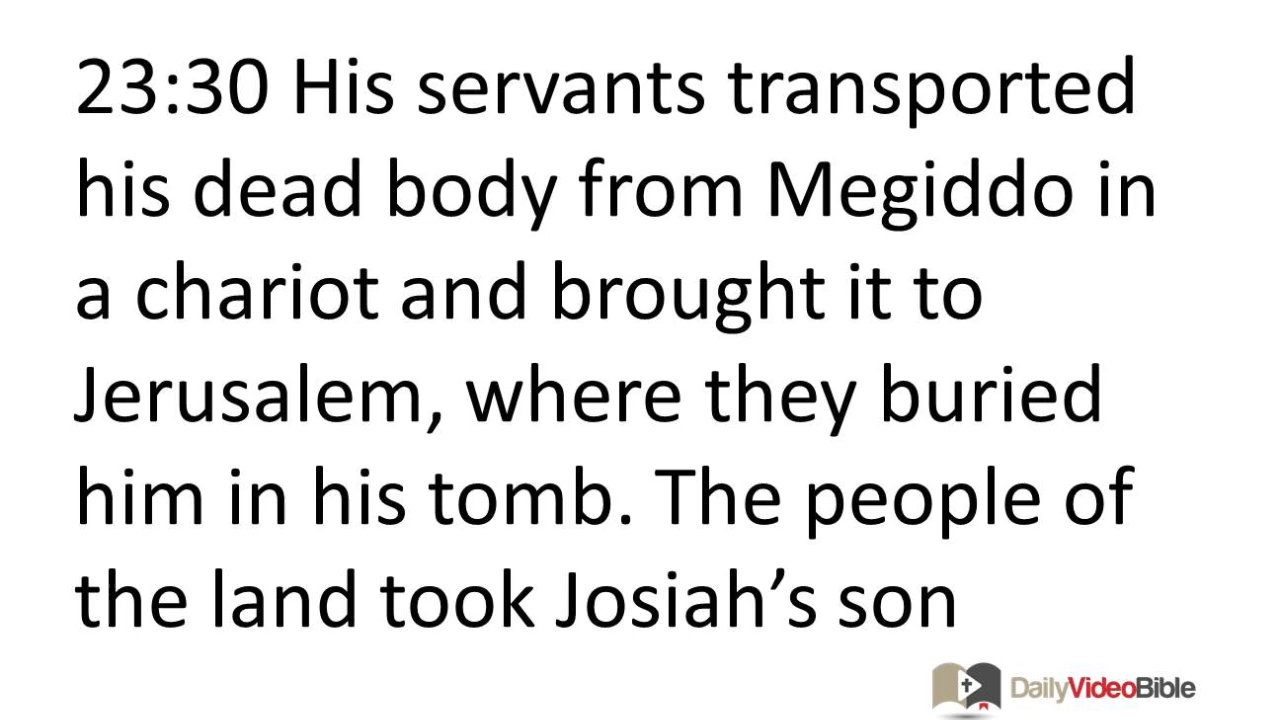 23:30 His servants transported
his dead body from Megiddo in
a chariot and brought it to
Jerusalem, where they buried
him in his tomb. The people of
the land took Josiah’s son
DailyVideoBible